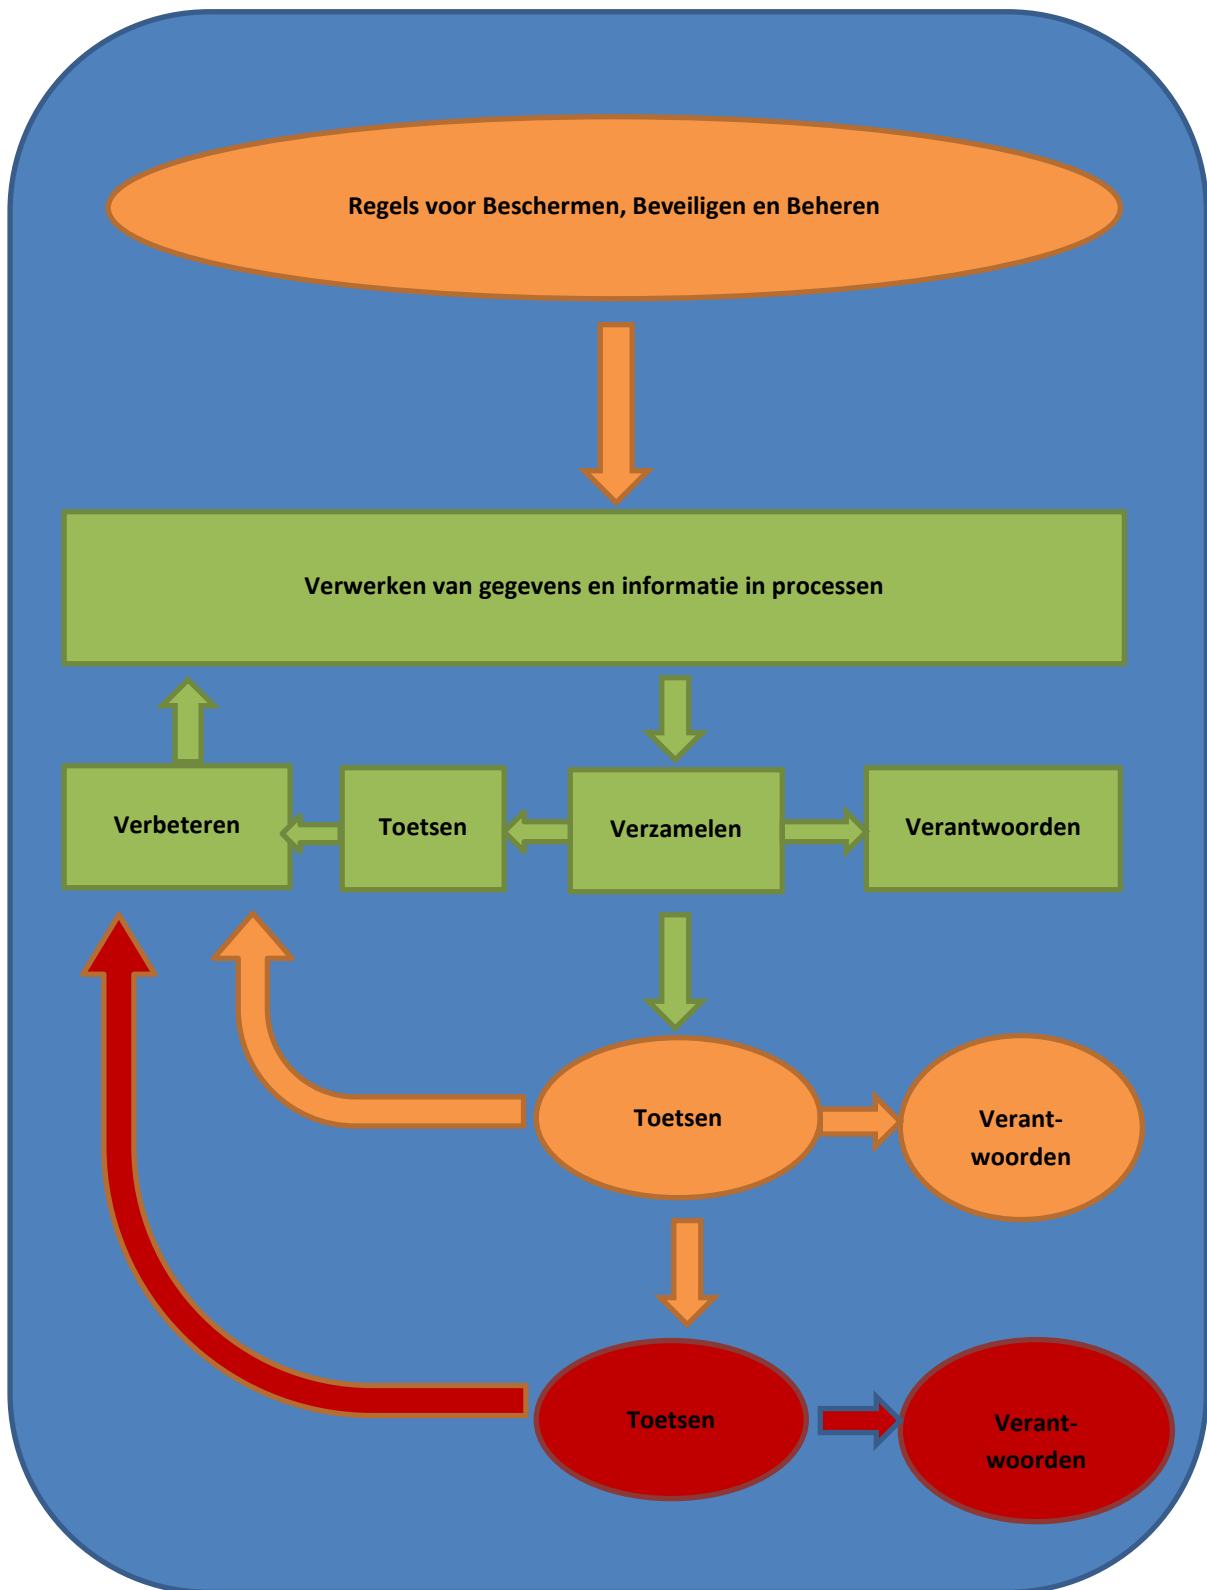 Regels voor Beschermen, Beveiligen en Beheren
Verwerken van gegevens en informatie in processen
Verbeteren
Toetsen
Verzamelen
Verantwoorden
Toetsen
Verant-
woorden
Toetsen
Verant-
woorden